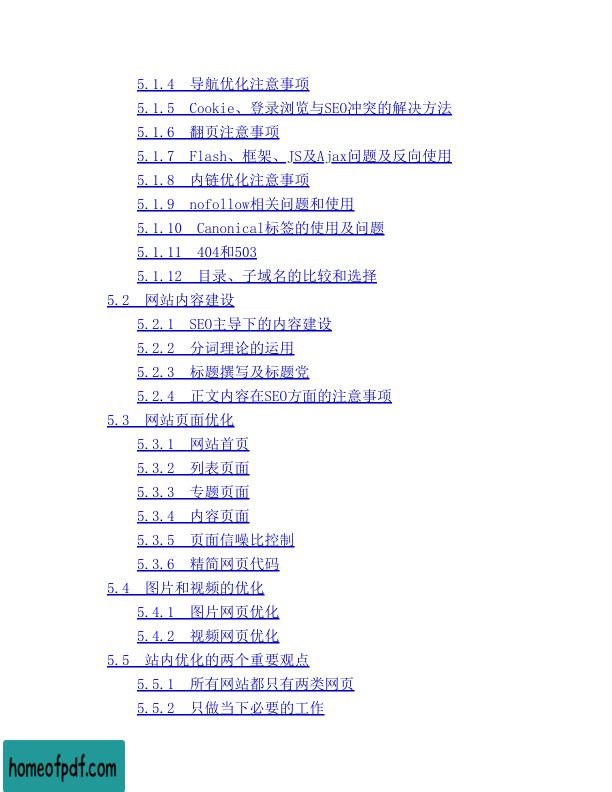 5.1.4 导航优化注意事项
5.1.5 Cookie、登录浏览与SEO冲突的解决方法
5.1.6 翻页注意事项
5.1.7 Flash、框架、JS及Ajax问题及反向使用
5.1.8 内链优化注意事项
5.1.9 nofollow相关问题和使用
5.1.10 Canonical标签的使用及问题
5.1.11 404和503
5.1.12 目录、子域名的比较和选择
5.2 网站内容建设
5.2.1 SEO主导下的内容建设
5.2.2 分词理论的运用
5.2.3 标题撰写及标题党
5.2.4 正文内容在SEO方面的注意事项
5.3 网站页面优化
5.3.1 网站首页
5.3.2 列表页面
5.3.3 专题页面
5.3.4 内容页面
5.3.5 页面信噪比控制
5.3.6 精简网页代码
5.4 图片和视频的优化
5.4.1 图片网页优化
5.4.2 视频网页优化
5.5 站内优化的两个重要观点
5.5.1 所有网站都只有两类网页
5.5.2 只做当下必要的工作
homeofpdf.com